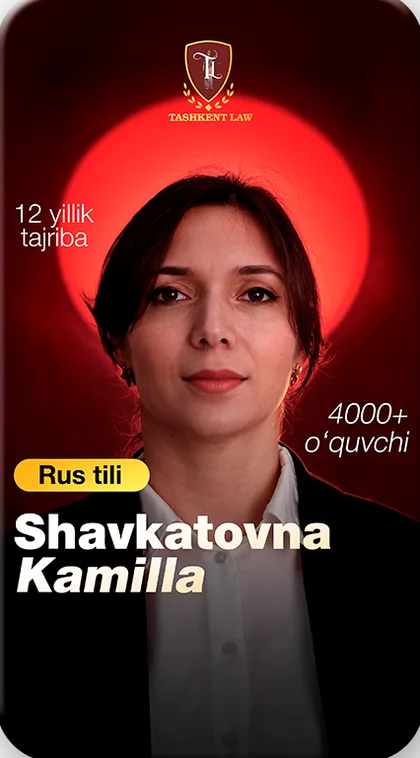 TASHKENT LAW
12 yillik
tajriba
4000+
o‘quvchi
Rus tili
Shavkatovna
Kamilla